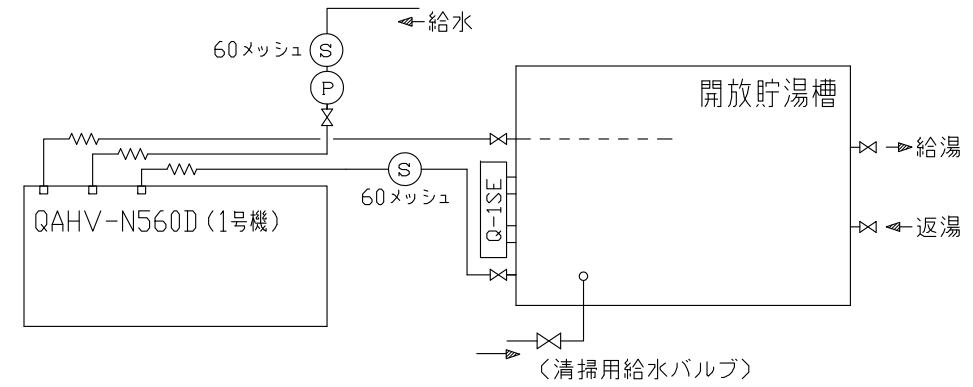 給水
60メッシュ
S
P
開放貯湯槽
給湯
S
60メッシュ
Q-1SE
QAHV-N560D(1号機)
返湯
(清掃用給水バルブ)